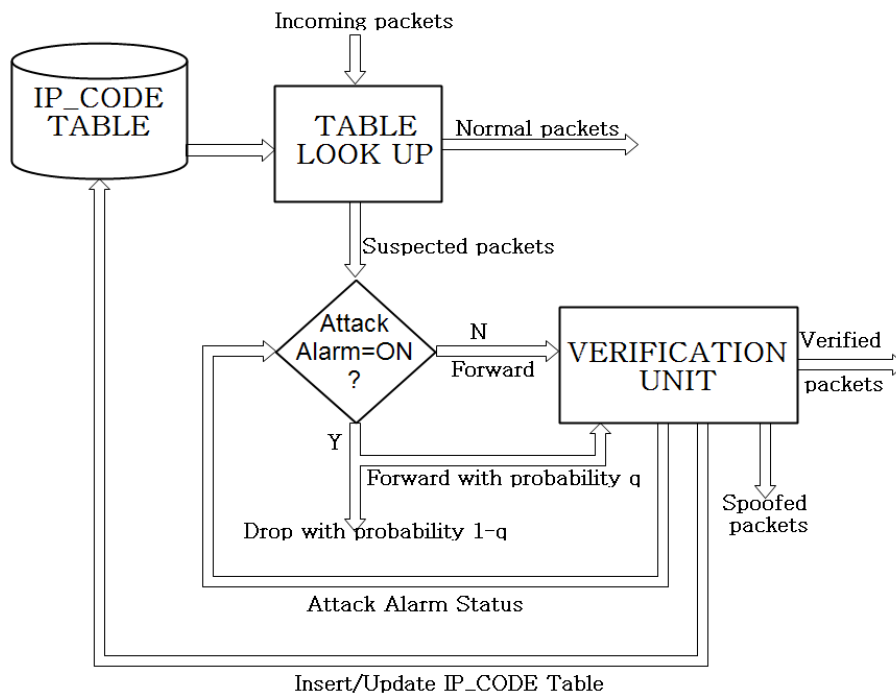 Incoming packets
IP_CODE
TABLE
TABLE
LOOK UP
Normal packets
Suspected packets
Attack
Alarm=ON
?
N
Forward
VERIFICATION
UNIT
Verified
packets
Y
Forward with probability q
Drop with probability 1-q
Spoofed
packets
Attack Alarm Status
Insert/Update IP_CODE Table